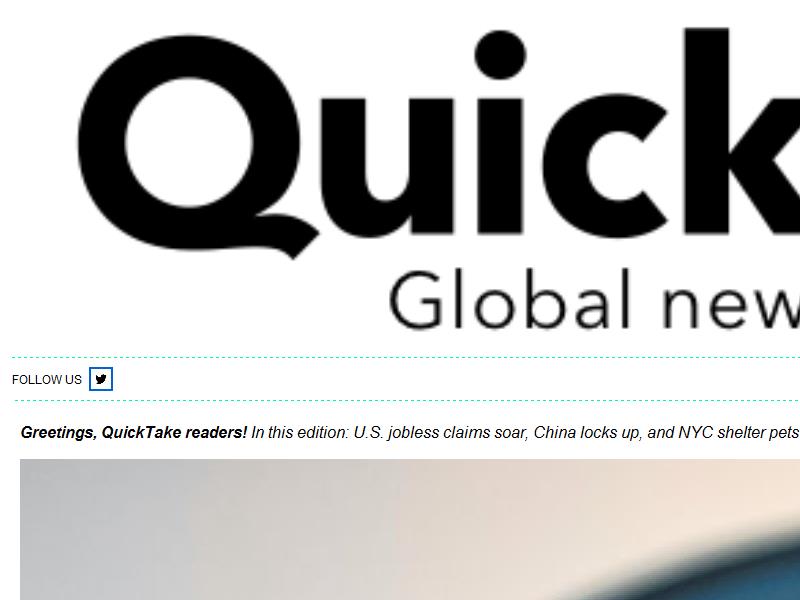 Quick
Global new
FOLLOW US
Greetings, QuickTake readers! In this edition: U.S. jobless claims soar, China locks up, and NYC shelter pets